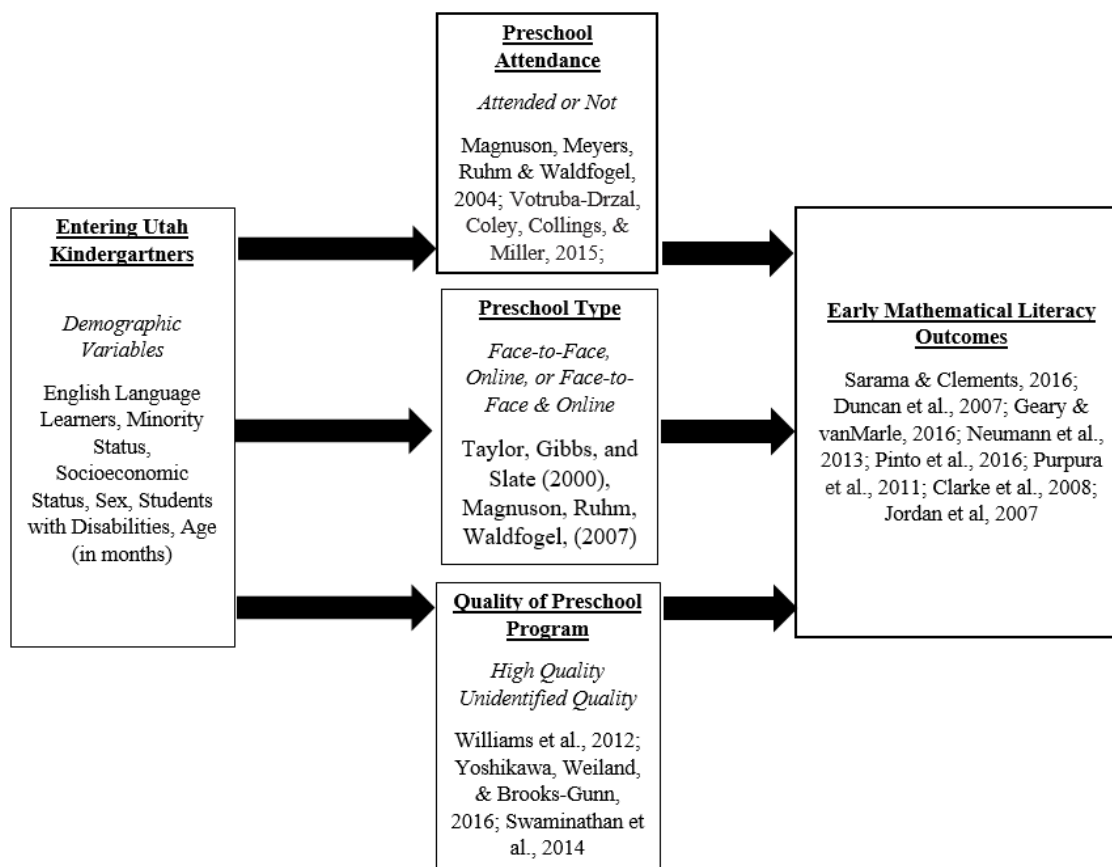 Entering Utah
Kindergartners
Demographic
Variables
English Language
Learners, Minority
Status,
Socioeconomic
Status, Sex, Students
with Disabilities, Age
(in months)
Preschool
Attendance
Attended or Not
Magnuson, Meyers,
Ruhm & Waldfogel,
2004; Votruba-Drzal,
Coley, Collings, &
Miller, 2015;
Preschool Type
Face-to-Face,
Online, or Face-to-
Face & Online
Taylor, Gibbs, and
Slate (2000),
Magnuson, Ruhm,
Waldfogel, (2007)
Quality of Preschool
Program
High Quality
Unidentified Quality
Williams et al., 2012;
Yoshikawa, Weiland,
& Brooks-Gunn,
2016; Swaminathan et
al., 2014
Early Mathematical Literacy
Outcomes
Sarama & Clements, 2016;
Duncan et al., 2007; Geary &
vanMarle, 2016; Neumann et al.,
2013; Pinto et al., 2016; Purpura
et al., 2011; Clarke et al., 2008;
Jordan et al, 2007